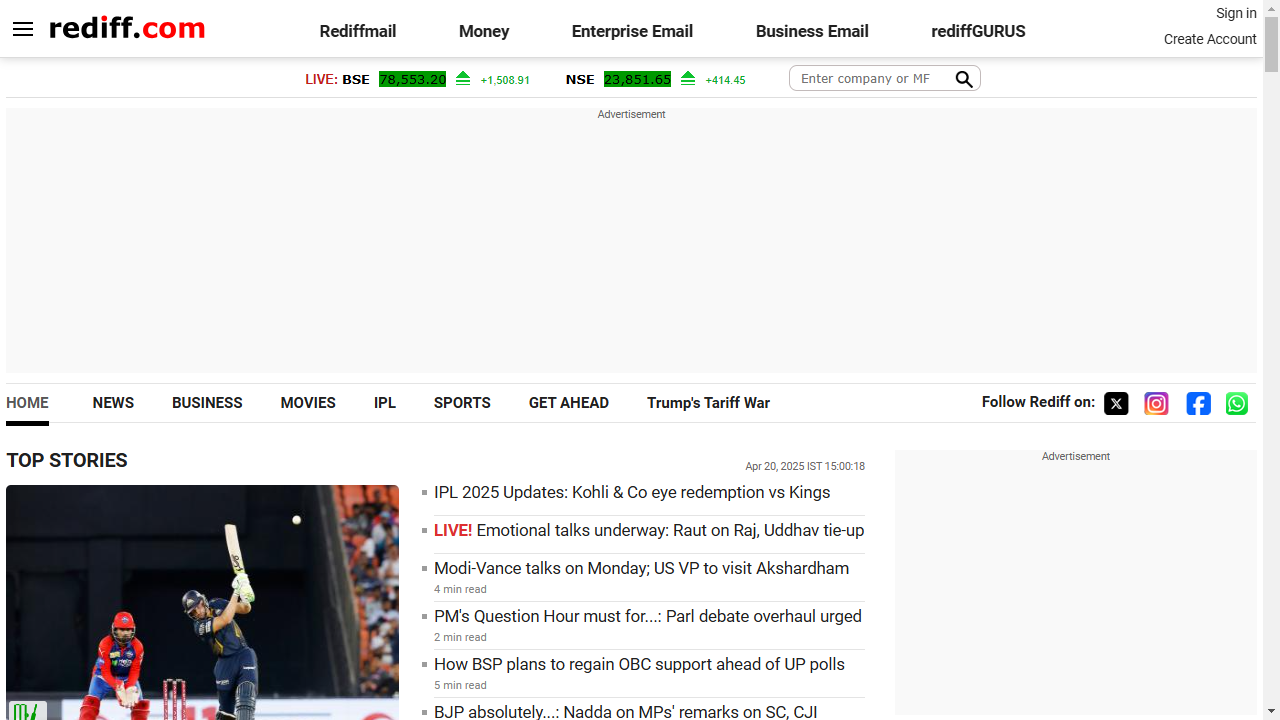 Sign in
rediff.com
Rediffmail
Money
Enterprise Email
Business Email
rediffGURUS
Create Account
LIVE: BSE 78,553.20 +1,508.91
NSE 23,851.65 +414.45
Enter company or MF
Advertisement
HOME
NEWS
BUSINESS
MOVIES
IPL
SPORTS
GET AHEAD
Trump's Tariff War
Follow Rediff on:
TOP STORIES
Apr 20, 2025 IST 15:00:18
Advertisement
IPL 2025 Updates: Kohli & Co eye redemption vs Kings
LIVE! Emotional talks underway: Raut on Raj, Uddhav tie-up
Modi-Vance talks on Monday; US VP to visit Akshardham
4 min read
PM's Question Hour must for...: Parl debate overhaul urged
2 min read
How BSP plans to regain OBC support ahead of UP polls
5 min read
BJP absolutely...: Nadda on MPs' remarks on SC, CJI